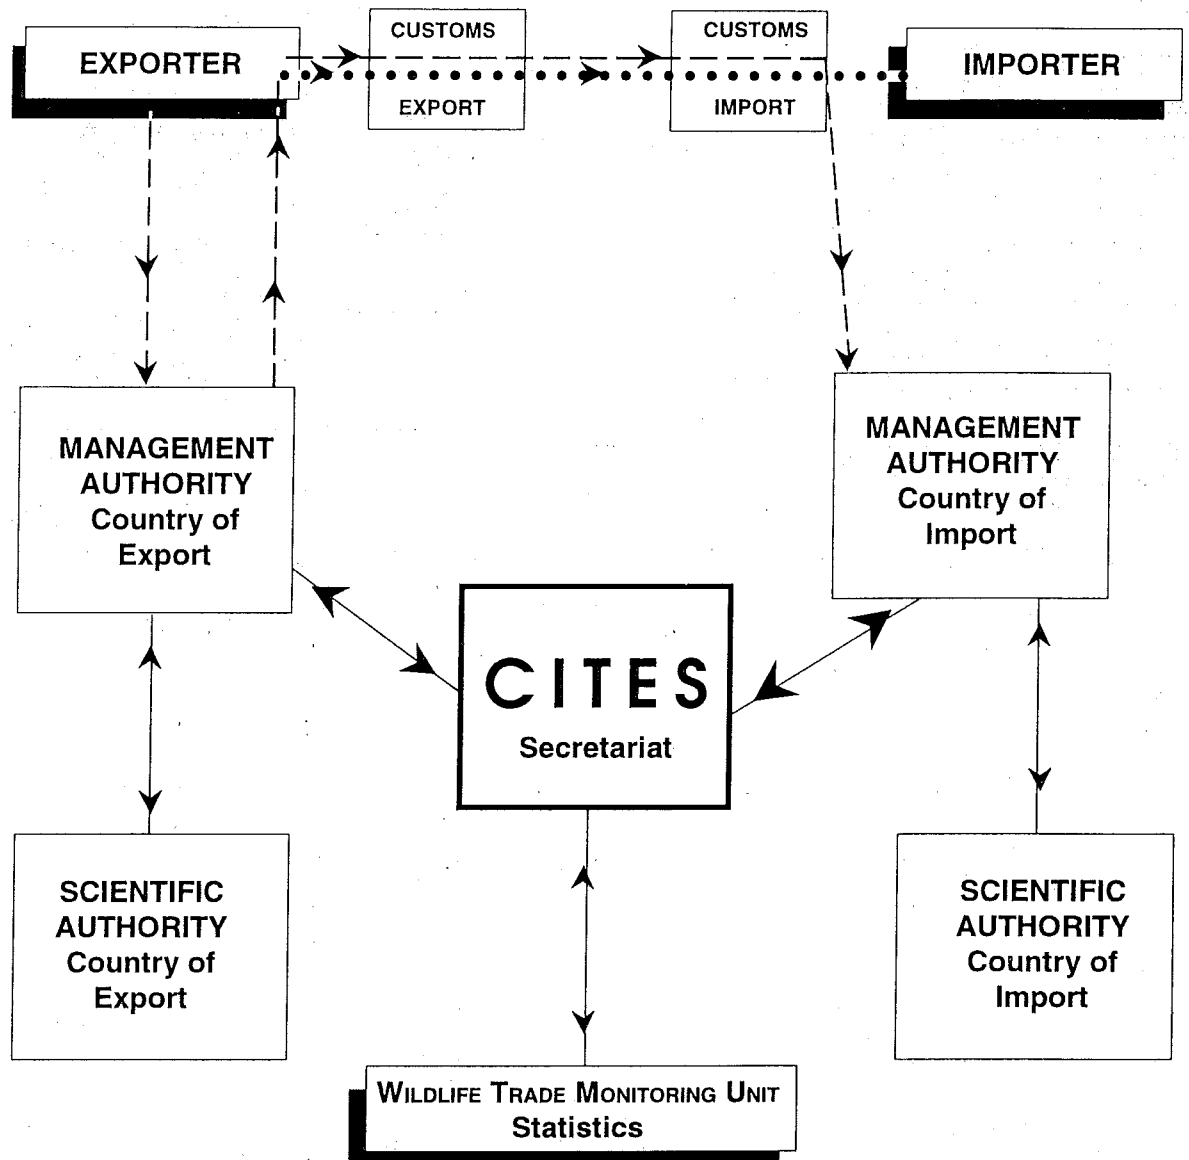 CUSTOMS
CUSTOMS
EXPORTER
IMPORTER
EXPORT
IMPORT
MANAGEMENT
AUTHORITY
Country of
Export
MANAGEMENT
AUTHORITY
Country of
Import
CITES
Secretariat
SCIENTIFIC
AUTHORITY
Country of
Export
SCIENTIFIC
AUTHORITY
Country of
Import
WILDLIFE TRADE MONITORING UNIT
Statistics